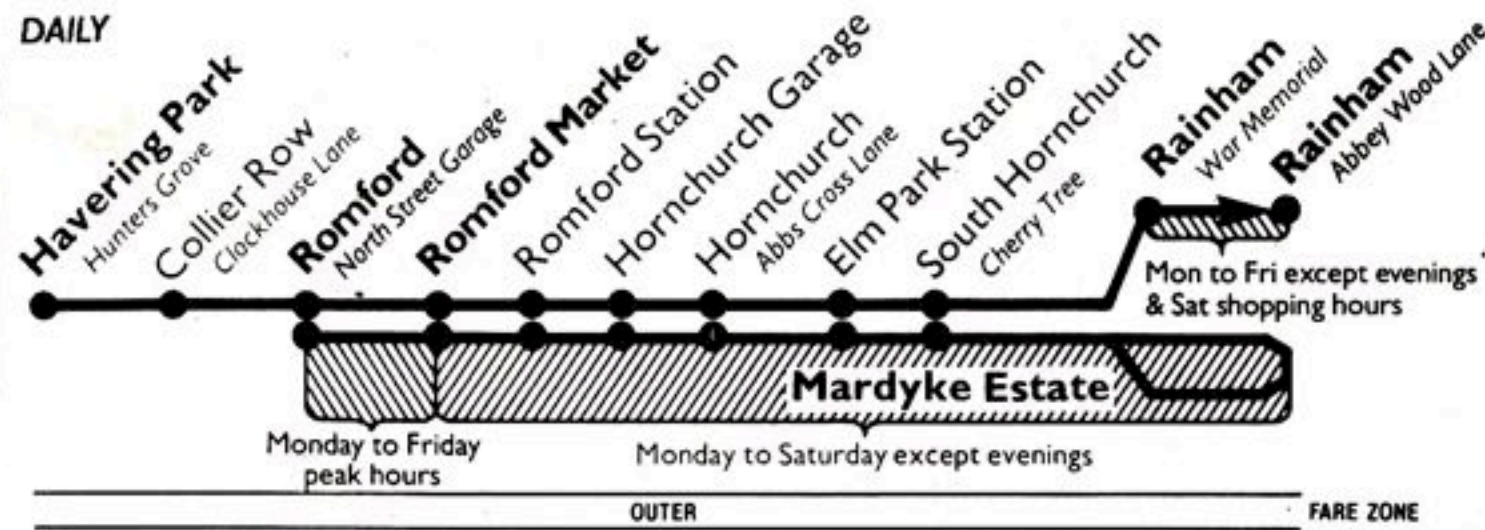 DAILY
Havering Park
Hunters Grove
Collier Row
Clockhouse Lane
Romford
North Street Garage
Romford Market
Romford Station
Hornchurch Garage
Hornchurch
Abbs Cross Lane
Elm Park Station
South Hornchurch
Cherry Tree
Rainham
War Memorial
Rainham
Abbey Wood Lane
Mon to Fri except evenings
& Sat shopping hours
Mardyke Estate
Monday to Friday
peak hours
Monday to Saturday except evenings
OUTER
FARE ZONE